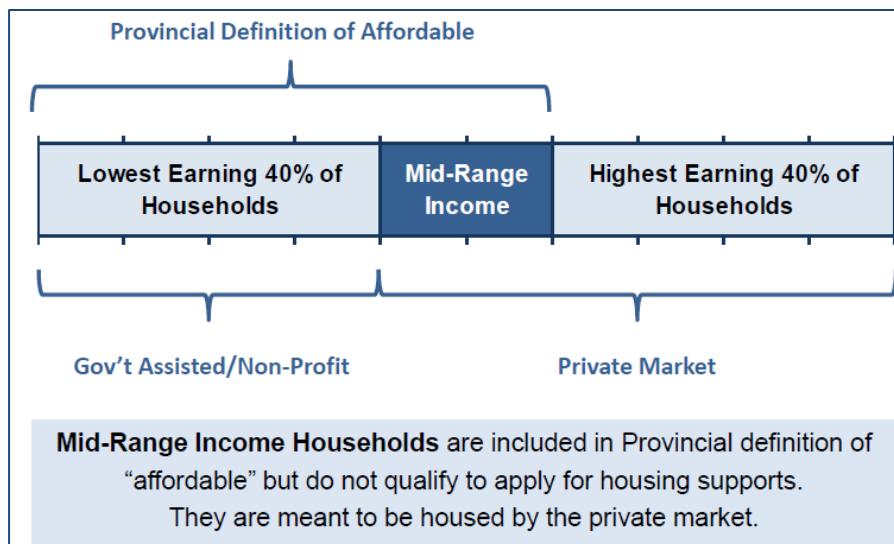 Provincial Definition of Affordable
Lowest Earning 40% of
Households
Mid-Range
Income
Highest Earning 40% of
Households
Gov’t Assisted/Non-Profit
Private Market
Mid-Range Income Households are included in Provincial definition of
“affordable” but do not qualify to apply for housing supports.
They are meant to be housed by the private market.